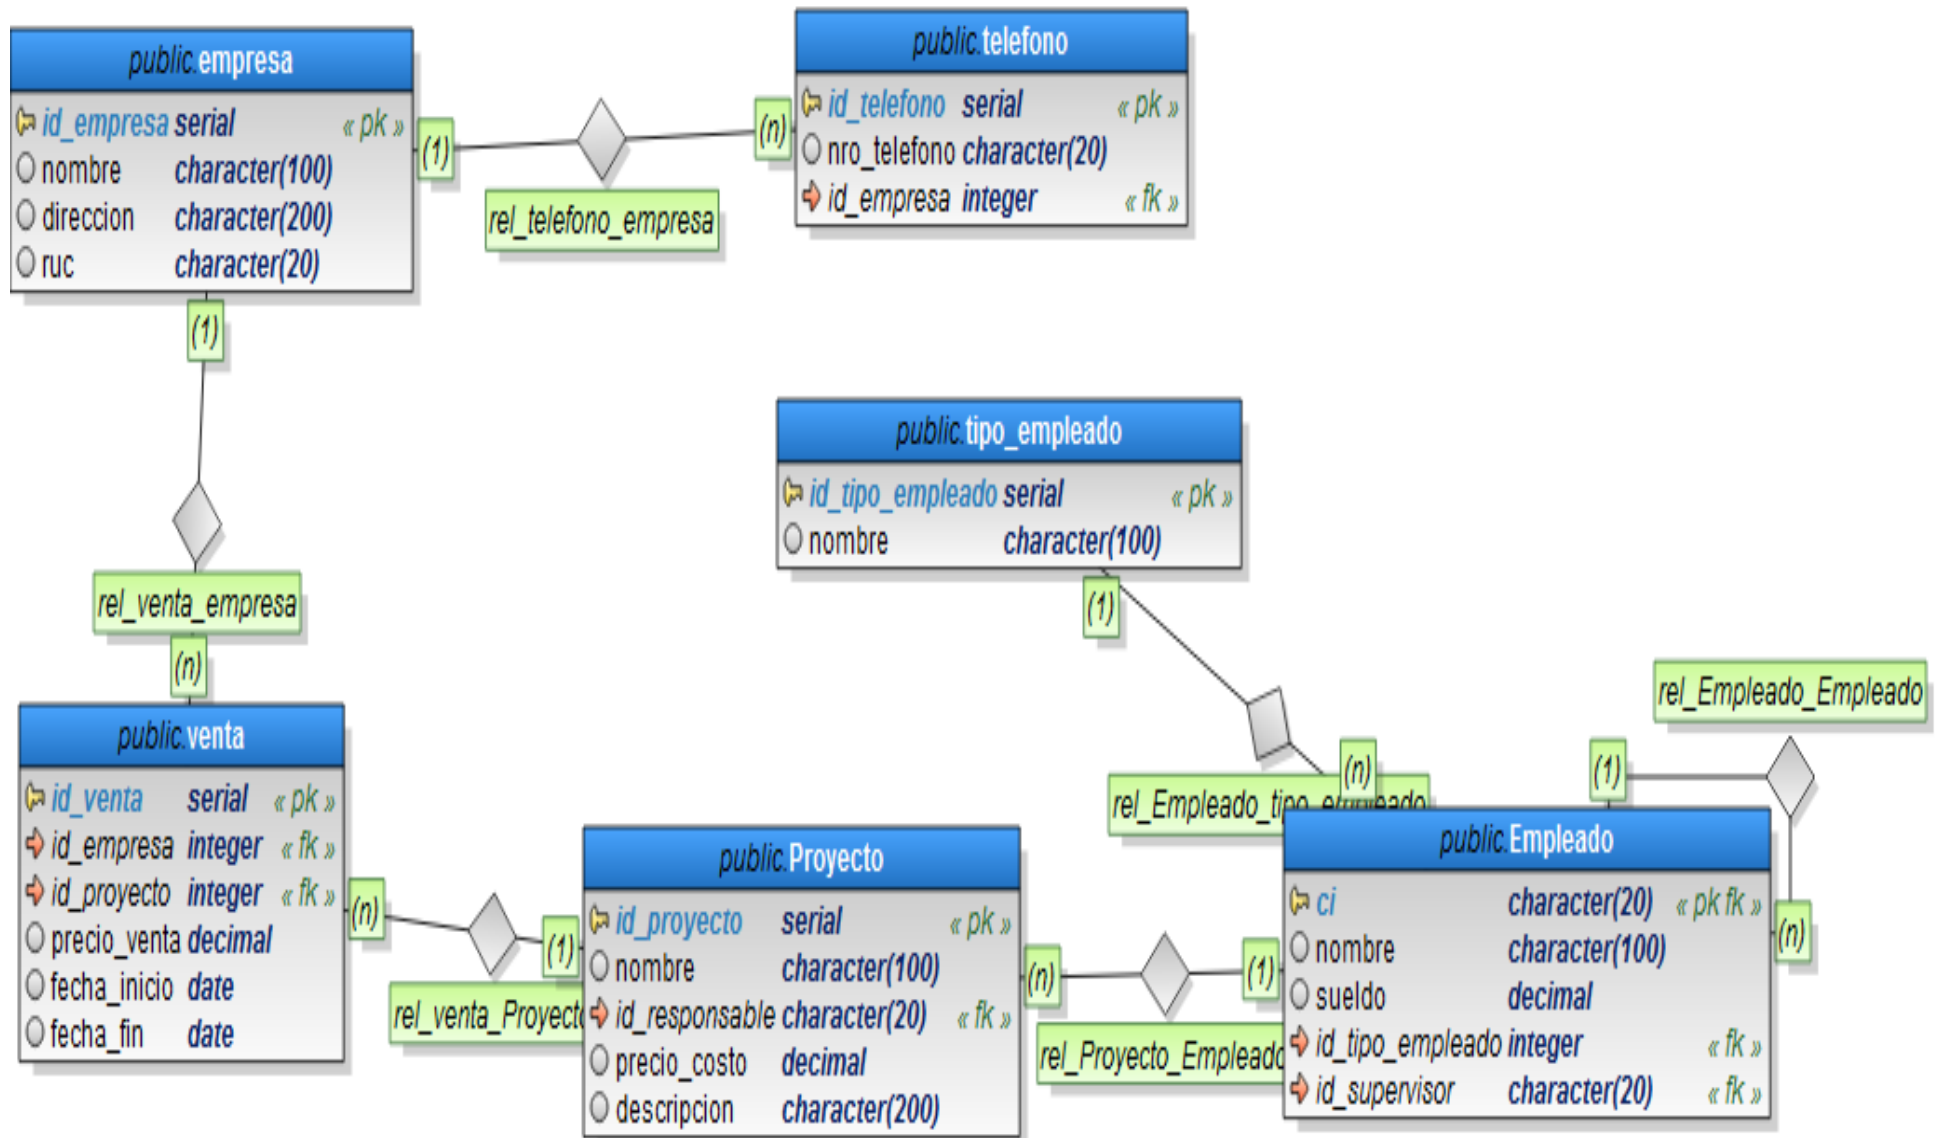 public.empresa
id_empresa serial « pk »
nombre character(100)
direccion character(200)
ruc character(20)
(1)
(n)
rel_telefono_empresa
public.telefono
id_telefono serial « pk »
nro_telefono character(20)
id_empresa integer « fk »
(1)
rel_venta_empresa
(n)
public.tipo_empleado
id_tipo_empleado serial « pk »
nombre character(100)
(1)
(n)
rel_Empleado_tipo_empleado
rel_Empleado_Empleado
(1)
(n)
public.venta
id_venta serial « pk »
id_empresa integer « fk »
id_proyecto integer « fk »
precio_venta decimal
fecha_inicio date
fecha_fin date
(n)
(1)
rel_venta_Proyecto
public.Proyecto
id_proyecto serial « pk »
nombre character(100)
id_responsable character(20) « fk »
precio_costo decimal
descripcion character(200)
(n)
(1)
rel_Proyecto_Empleado
public.Empleado
ci character(20) « pk fk »
nombre character(100)
sueldo decimal
id_tipo_empleado integer « fk »
id_supervisor character(20) « fk »